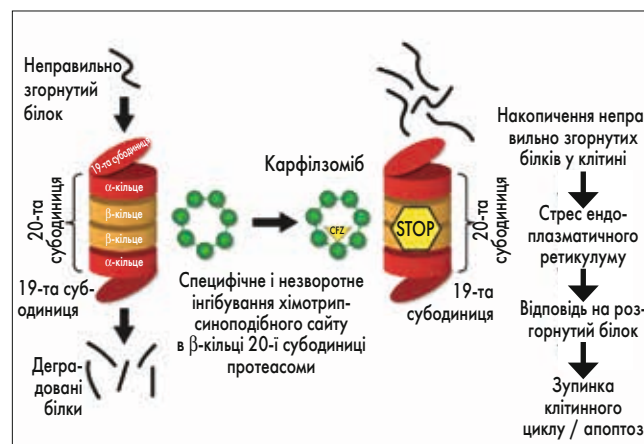 Неправильно
згорнутий
білок
19-та субодиниця
α-кільце
β-кільце
β-кільце
α-кільце
20-та
субодиниця
19-та суб-
одиниця
Дегра-
довані
білки
Карфілзоміб
CFZ
Специфічне і незворотне
інгібування хімотрип-
синоподібного сайту
в β-кільці 20-ї субодиниці
протеасоми
STOP
20-та
субодиниця
19-та
субодиниця
Накопичення непра
вильно згорнутих
білків у клітині
Стрес ендо-
плазматичного
ретикулуму
Відповідь на роз-
горнутий білок
Зупинка
клітинного
циклу / апоптоз